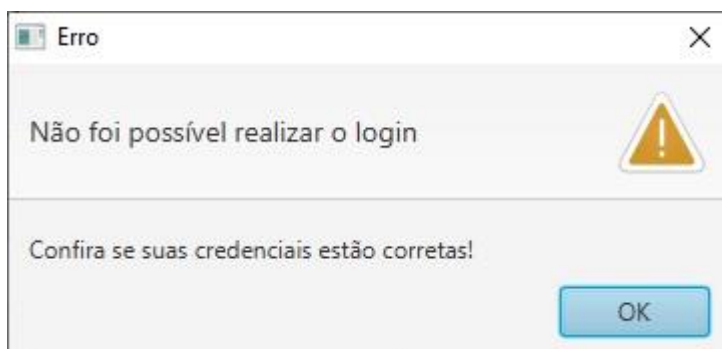 Erro
Não foi possível realizar o login
Confira se suas credenciais estão corretas!
OK